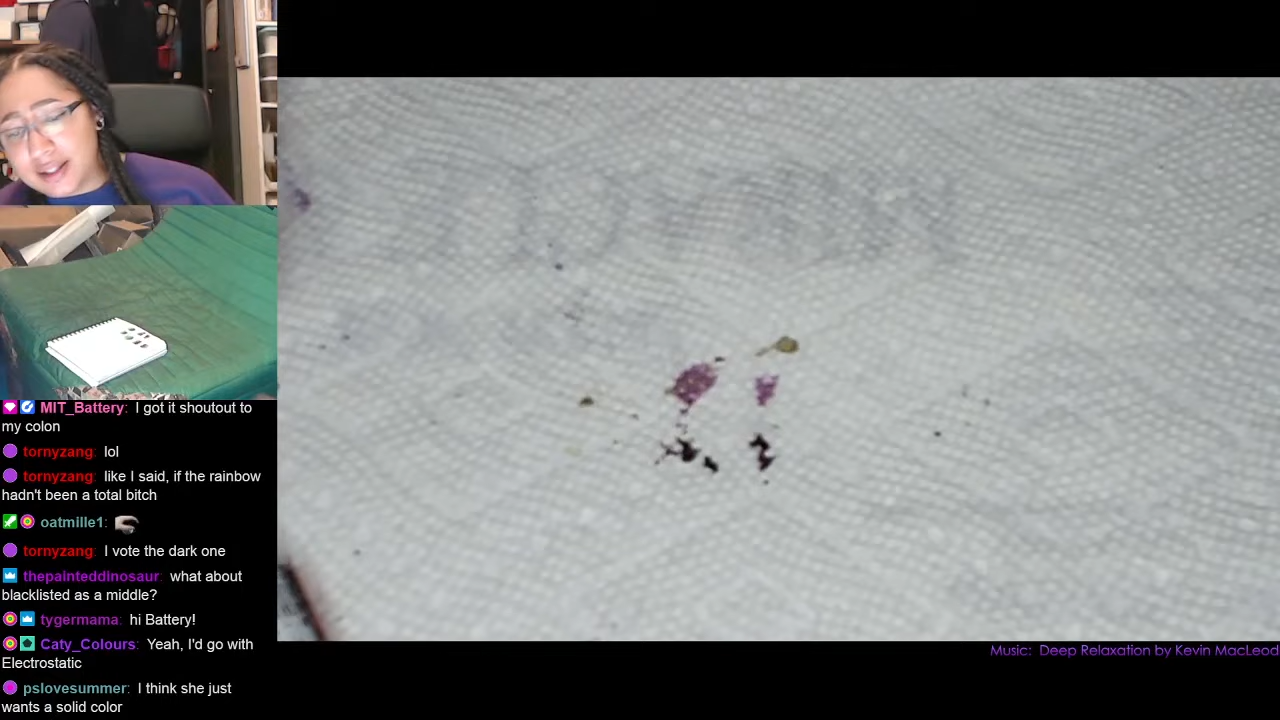 MIT_Battery: I got it shoutout to
my colon
tornyzang: lol
tornyzang: like I said, if the rainbow
hadn't been a total bitch
oatmille1:
tornyzang: I vote the dark one
thepainteddinosaur: what about
blacklisted as a middle?
tygermama: hi Battery!
Caty_Colours: Yeah, I'd go with
Electrostatic
pslovesummer: I think she just
wants a solid color
Music: Deep Relaxation by Kevin MacLeod